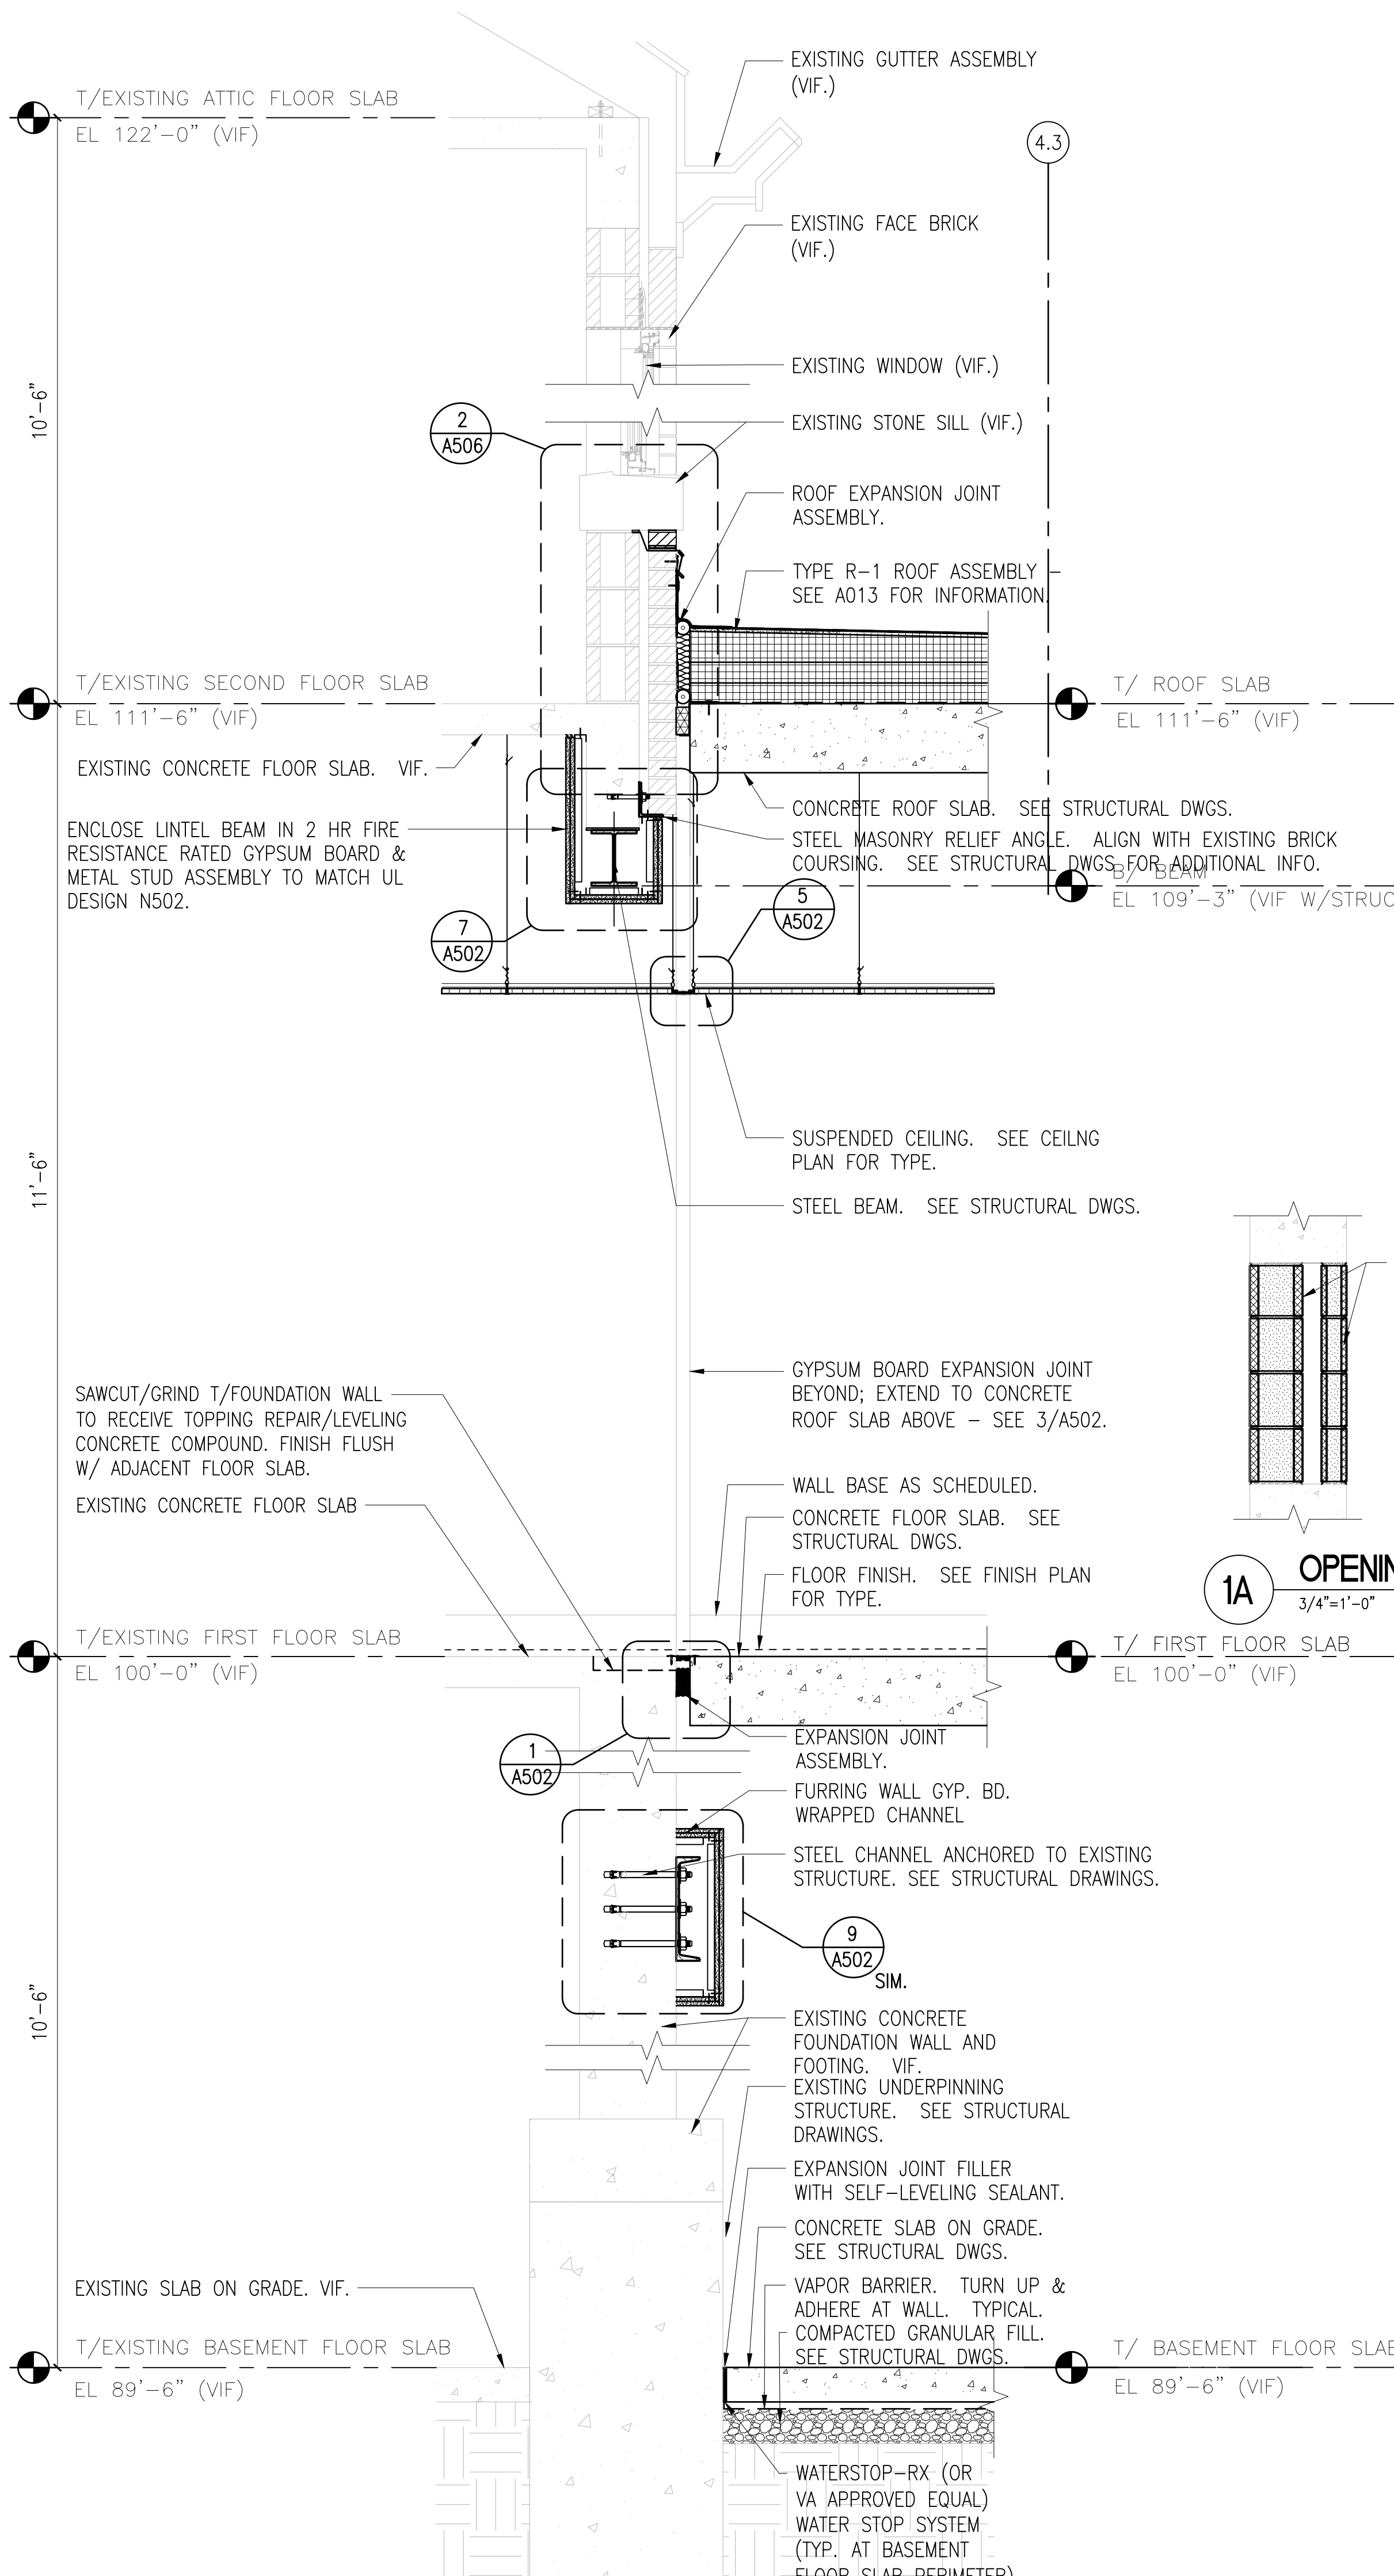 EXISTING GUTTER ASSEMBLY
(VIF.)
T/EXISTING ATTIC FLOOR SLAB
EL 122'-0" (VIF)
4.3
EXISTING FACE BRICK
(VIF.)
EXISTING WINDOW (VIF.)
10'-6"
2
A506
EXISTING STONE SILL (VIF.)
ROOF EXPANSION JOINT
ASSEMBLY.
TYPE R-1 ROOF ASSEMBLY -
SEE A013 FOR INFORMATION.
T/EXISTING SECOND FLOOR SLAB
EL 111'-6" (VIF)
T/ ROOF SLAB
EL 111'-6" (VIF)
EXISTING CONCRETE FLOOR SLAB. VIF.
CONCRETE ROOF SLAB. SEE STRUCTURAL DWGS.
ENCLOSE LINTEL BEAM IN 2 HR FIRE
RESISTANCE RATED GYPSUM BOARD &
METAL STUD ASSEMBLY TO MATCH UL
DESIGN N502.
STEEL MASONRY RELIEF ANGLE. ALIGN WITH EXISTING BRICK
COURSING. SEE STRUCTURAL DWGS FOR ADDITIONAL INFO.
B/ BEAM
EL 109'-3" (VIF W/STRUC
5
A502
7
A502
SUSPENDED CEILING. SEE CEILNG
PLAN FOR TYPE.
11'-6"
STEEL BEAM. SEE STRUCTURAL DWGS.
GYPSUM BOARD EXPANSION JOINT
BEYOND; EXTEND TO CONCRETE
ROOF SLAB ABOVE - SEE 3/A502.
SAWCUT/GRIND T/FOUNDATION WALL
TO RECEIVE TOPPING REPAIR/LEVELING
CONCRETE COMPOUND. FINISH FLUSH
W/ ADJACENT FLOOR SLAB.
EXISTING CONCRETE FLOOR SLAB
WALL BASE AS SCHEDULED.
CONCRETE FLOOR SLAB. SEE
STRUCTURAL DWGS.
FLOOR FINISH. SEE FINISH PLAN
FOR TYPE.
1A
OPENIN
3/4"=1'-0"
T/EXISTING FIRST FLOOR SLAB
EL 100'-0" (VIF)
T/ FIRST FLOOR SLAB
EL 100'-0" (VIF)
1
A502
EXPANSION JOINT
ASSEMBLY.
FURRING WALL GYP. BD.
WRAPPED CHANNEL
STEEL CHANNEL ANCHORED TO EXISTING
STRUCTURE. SEE STRUCTURAL DRAWINGS.
9
A502
SIM.
10'-6"
EXISTING CONCRETE
FOUNDATION WALL AND
FOOTING. VIF.
EXISTING UNDERPINNING
STRUCTURE. SEE STRUCTURAL
DRAWINGS.
EXPANSION JOINT FILLER
WITH SELF-LEVELING SEALANT.
CONCRETE SLAB ON GRADE.
SEE STRUCTURAL DWGS.
EXISTING SLAB ON GRADE. VIF.
VAPOR BARRIER. TURN UP &
ADHERE AT WALL. TYPICAL.
COMPACTED GRANULAR FILL.
SEE STRUCTURAL DWGS.
T/EXISTING BASEMENT FLOOR SLAB
EL 89'-6" (VIF)
T/ BASEMENT FLOOR SLAB
EL 89'-6" (VIF)
WATERSTOP-RX (OR
VA APPROVED EQUAL)
WATER STOP SYSTEM
(TYP. AT BASEMENT
FLOOR SLAB PERIMETER)